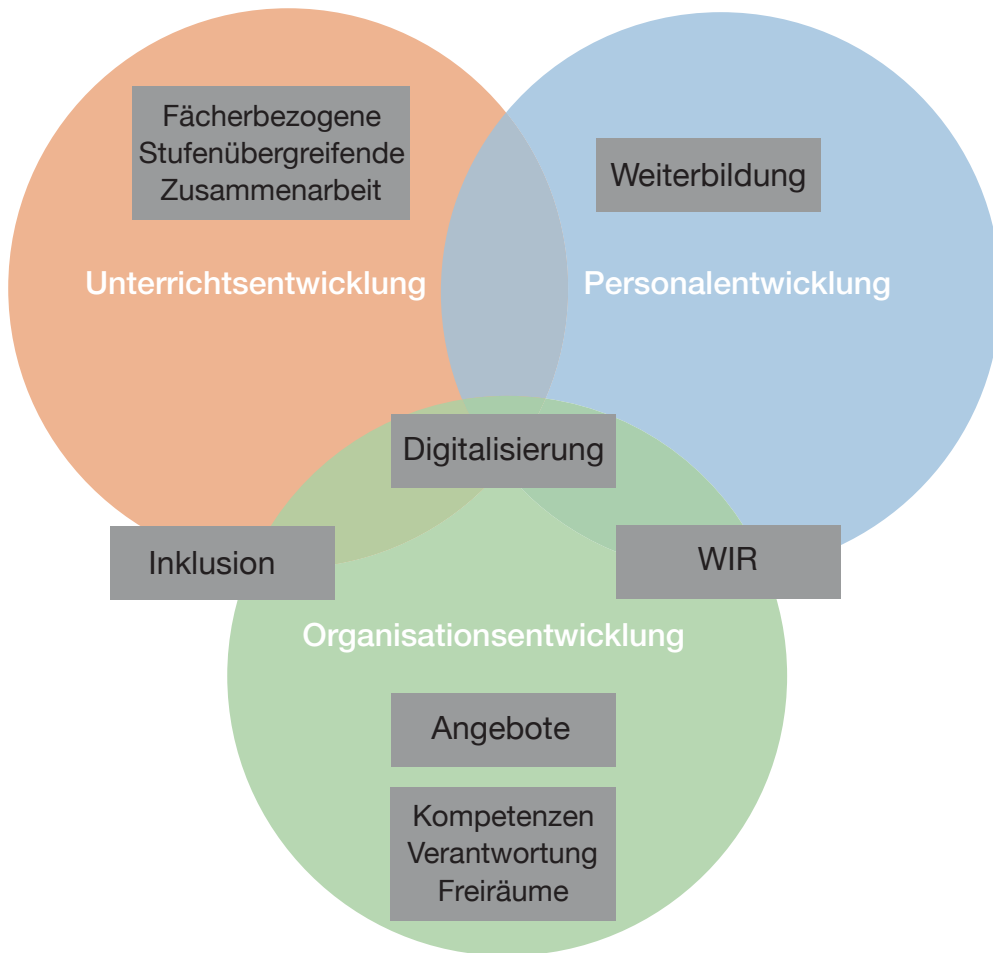 Fächerbezogene
Stufenübergreifende
Zusammenarbeit
Weiterbildung
Unterrichtsentwicklung
Personalentwicklung
Digitalisierung
Inklusion
WIR
Organisationsentwicklung
Angebote
Kompetenzen
Verantwortung
Freiräume